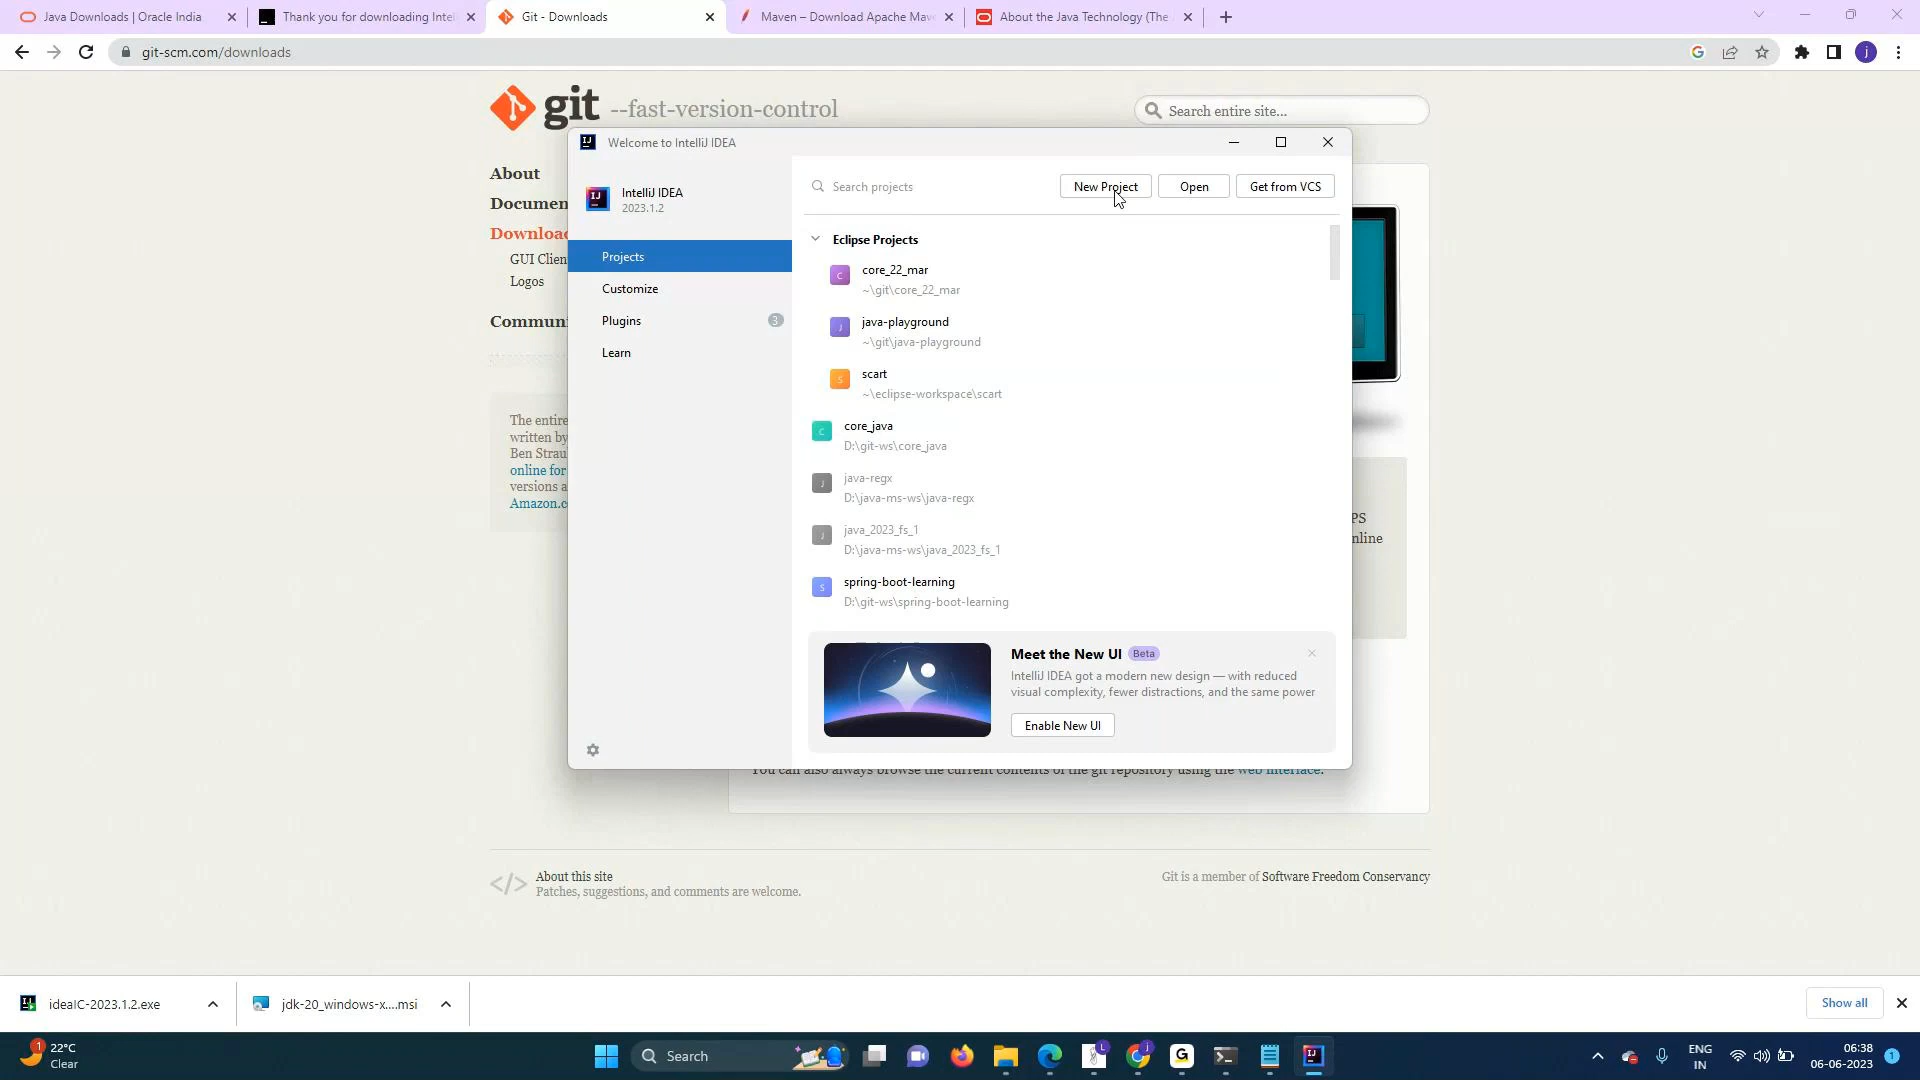 Java Downloads | Oracle India
Thank you for downloading Intel
Git - Downloads
Maven – Download Apache Mav
About the Java Technology (The
git-scm.com/downloads
j
git --fast-version-control
Search entire site...
About
Documen
Downloa
GUI Clien
Logos
Communi
The entire
written by
Ben Strau
online for
versions a
Amazon.c
PS
nline
Welcome to IntelliJ IDEA
IJ
IntelliJ IDEA
2023.1.2
Projects
Customize
Plugins
3
Learn
Search projects
New Project
Open
Get from VCS
Eclipse Projects
C
core_22_mar
~\git\core_22_mar
J
java-playground
~\git\java-playground
S
scart
~\eclipse-workspace\scart
C
core_java
D:\git-ws\core_java
J
java-regx
D:\java-ms-ws\java-regx
J
java_2023_fs_1
D:\java-ms-ws\java_2023_fs_1
S
spring-boot-learning
D:\git-ws\spring-boot-learning
Meet the New UI Beta
IntelliJ IDEA got a modern new design — with reduced
visual complexity, fewer distractions, and the same power
Enable New UI
You can also always browse the current contents of the git repository using the web interface.
</>
About this site
Patches, suggestions, and comments are welcome.
Git is a member of Software Freedom Conservancy
ideaIC-2023.1.2.exe
jdk-20_windows-x....msi
Show all
1
22°C
Clear
Search
L
J
G
IJ
ENG
IN
06:38
06-06-2023
1